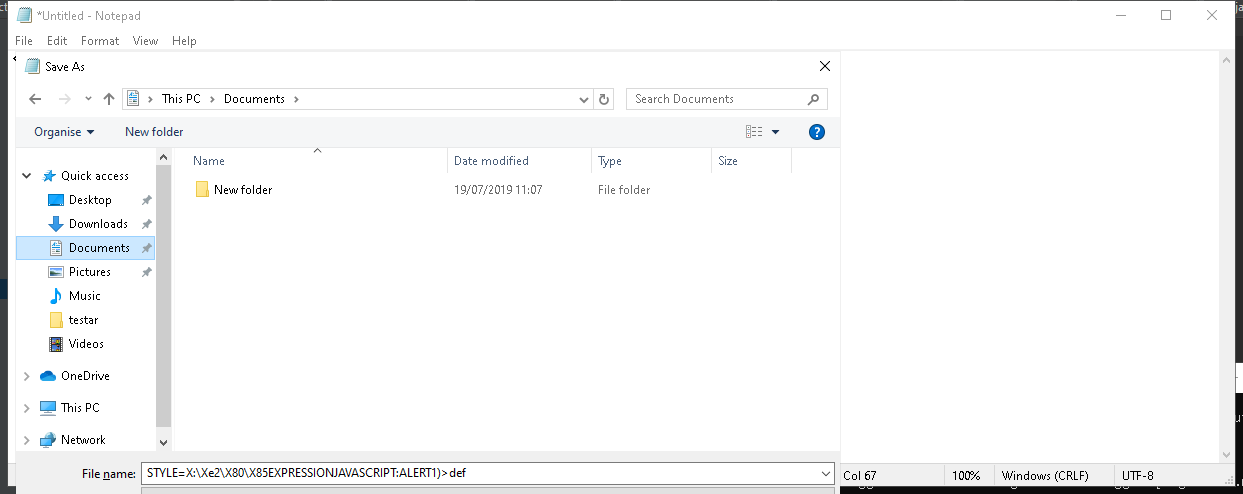 *Untitled - Notepad
File Edit Format View Help
Save As
This PC Documents
Search Documents
Organise New folder
Name Date modified Type Size
Quick access
New folder 19/07/2019 11:07 File folder
Desktop
Downloads
Documents
Pictures
Music
testar
Videos
OneDrive
This PC
Network
File name: STYLE=X:\Xe2\X80\X85EXPRESSIONJAVASCRIPT:ALERT1)>def
Col 67 100% Windows (CRLF) UTF-8